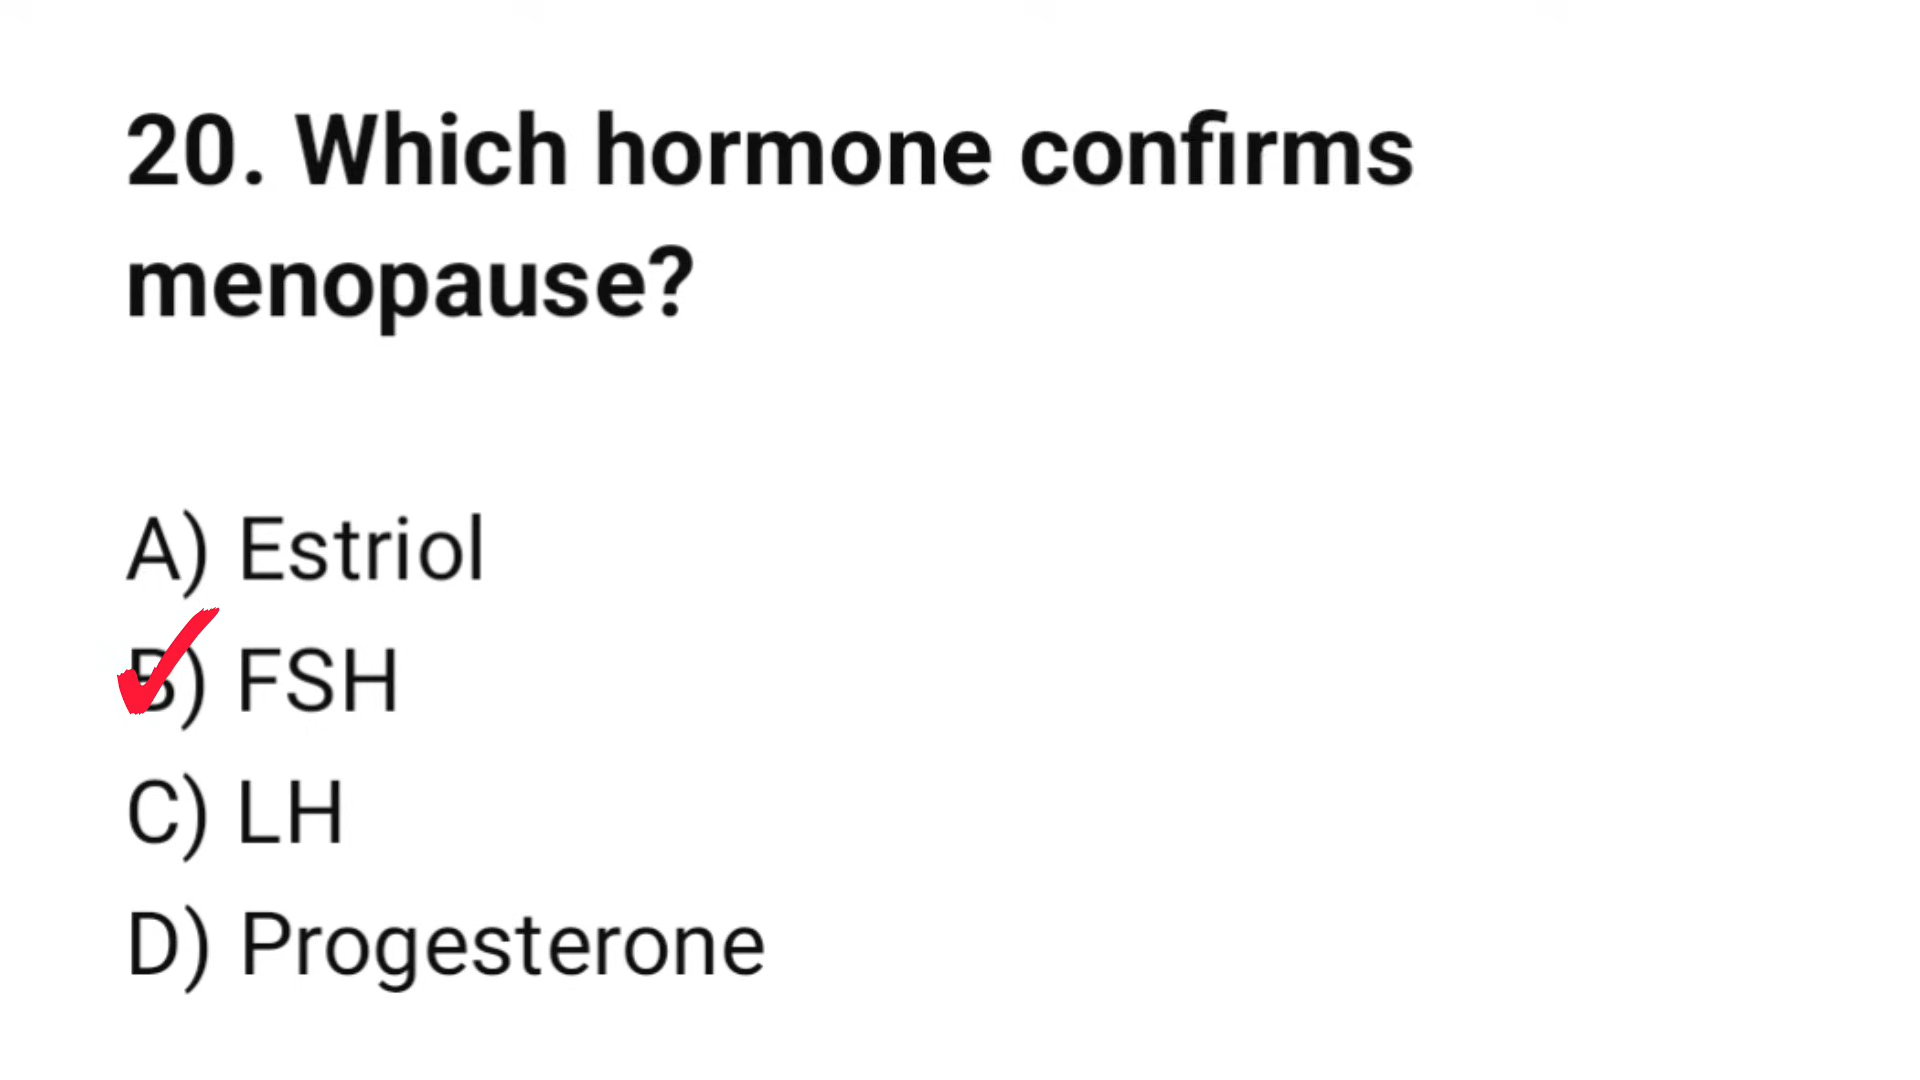 20. Which hormone confirms
menopause?
A) Estriol
B) FSH
C) LH
D) Progesterone